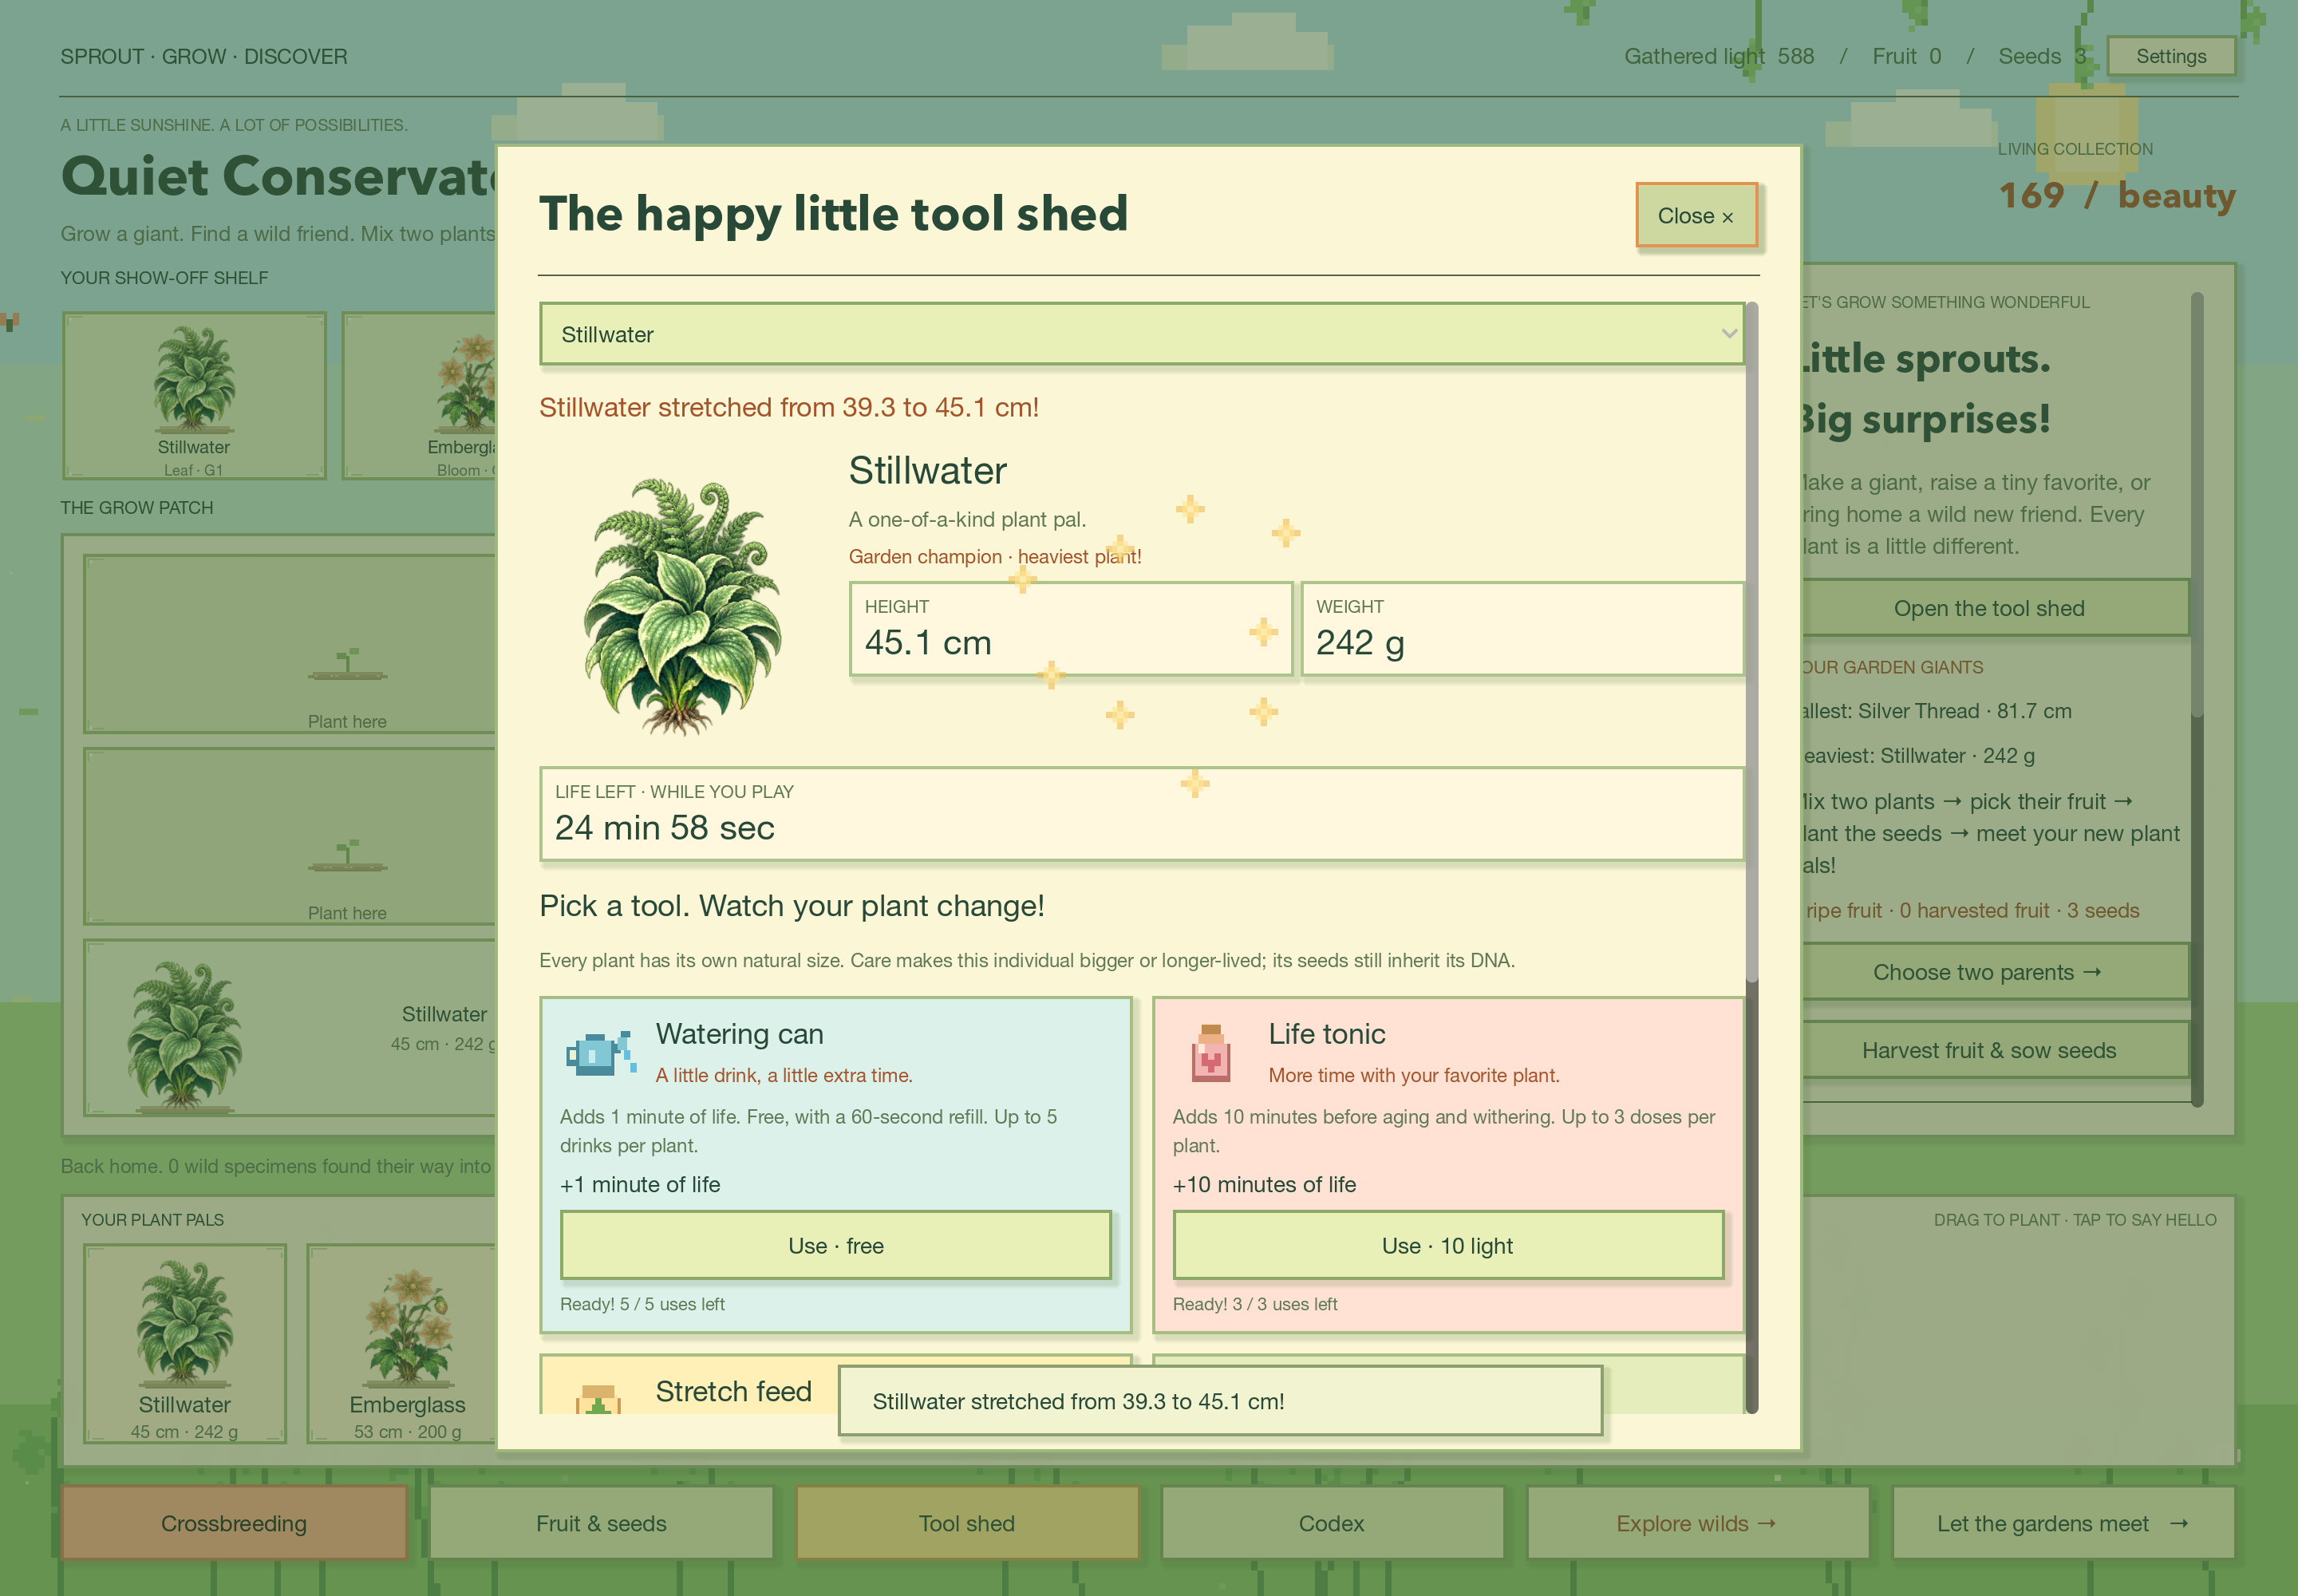 SPROUT · GROW · DISCOVER
Gathered light 588 / Fruit 0 / Seeds 3
Settings
A LITTLE SUNSHINE. A LOT OF POSSIBILITIES.
Quiet
Grow a giant. Find a wild friend. Mix two plants
LIVING COLLECTION
169 / beauty
YOUR SHOW-OFF SHELF
Stillwater
Leaf · G1
Bloom ·
THE GROW PATCH
Plant here
Plant here
Stillwater
45 cm · 242 g
Back home. 0 wild specimens found their way into
The happy little tool shed
Close ×
Stillwater
Stillwater stretched from 39.3 to 45.1 cm!
Stillwater
A one-of-a-kind plant pal.
Garden champion · heaviest plant!
HEIGHT
45.1 cm
WEIGHT
242 g
LIFE LEFT · WHILE YOU PLAY
24 min 58 sec
Pick a tool. Watch your plant change!
Every plant has its own natural size. Care makes this individual bigger or longer-lived; its seeds still inherit its DNA.
Watering can
A little drink, a little extra time.
Adds 1 minute of life. Free, with a 60-second refill. Up to 5
drinks per plant.
+1 minute of life
Use · free
Ready! 5 / 5 uses left
Life tonic
More time with your favorite plant.
Adds 10 minutes before aging and withering. Up to 3 doses per
plant.
+10 minutes of life
Use · 10 light
Ready! 3 / 3 uses left
Stretch feed
Stillwater stretched from 39.3 to 45.1 cm!
GROW SOMETHING WONDERFUL
sprouts.
surprises!
a giant, raise a tiny favorite, or
home a wild new friend. Every
is a little different.
Open the tool shed
GARDEN GIANTS
Silver Thread · 81.7 cm
Stillwater · 242 g
two plants → pick their fruit →
the seeds → meet your new plant
ripe fruit · 0 harvested fruit · 3 seeds
Choose two parents →
Harvest fruit & sow seeds
YOUR PLANT PALS
DRAG TO PLANT · TAP TO SAY HELLO
Stillwater
45 cm · 242 g
Emberglass
53 cm · 200 g
Crossbreeding
Fruit & seeds
Tool shed
Codex
Explore wilds →
Let the gardens meet →